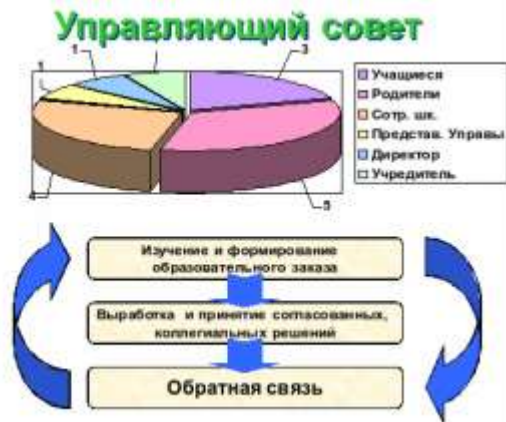 Управляющий совет
1
1
3
4
5
Учащиеся
Родители
Сотр. шк.
Представ. Управы
Директор
Учредитель
Изучение и формирование
образовательного заказа
Выработка и принятие согласованных,
коллегиальных решений
Обратная связь